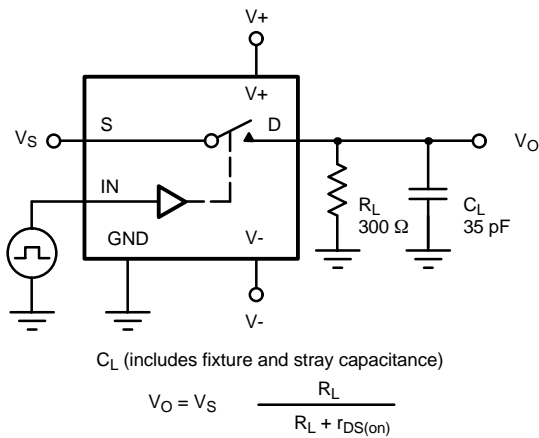 V+
V+
V_S
S
D
V_O
IN
GND
V-
R_L
300 Ω
C_L
35 pF
V-
C_L (includes fixture and stray capacitance)
V_O = V_S R_L
R_L + r_DS(on)